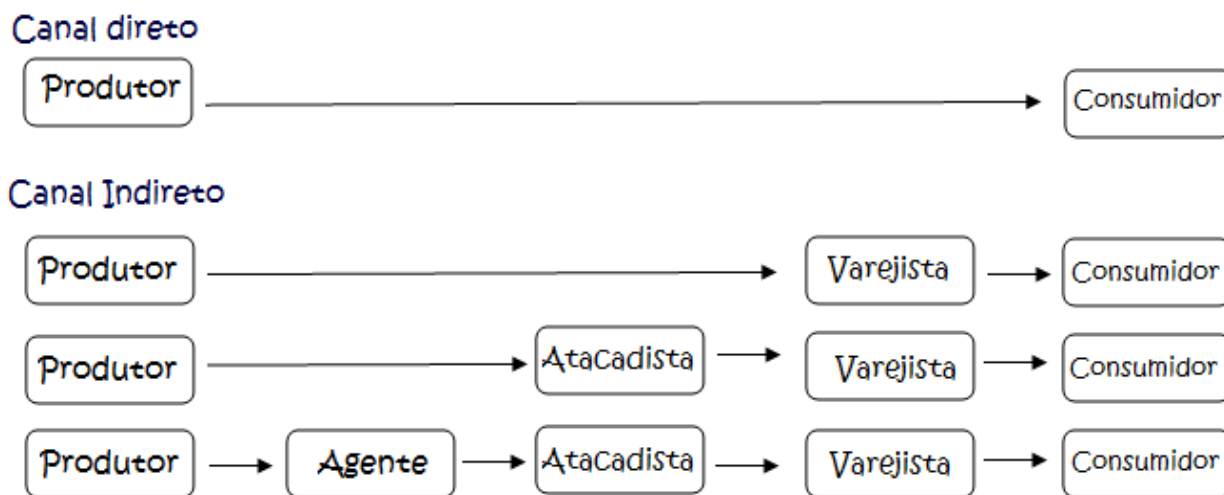 Canal direto
Produtor Consumidor
Canal Indireto
Produtor Varejista Consumidor
Produtor Atacadista Varejista Consumidor
Produtor Agente Atacadista Varejista Consumidor